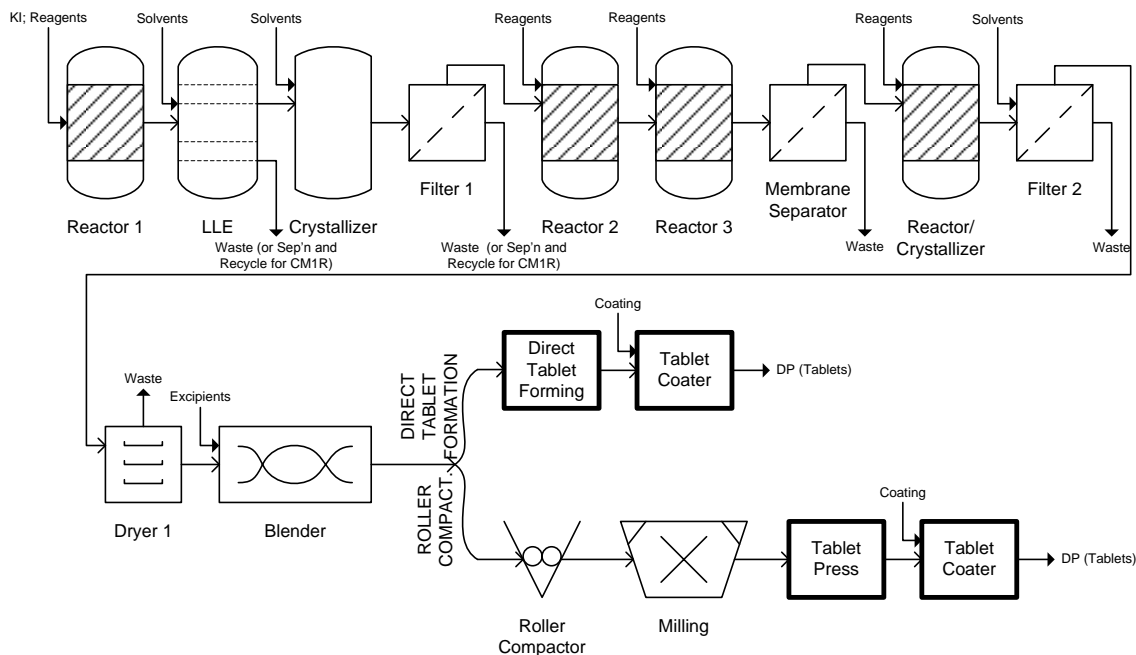 KI; Reagents
Solvents
Solvents
Reagents
Reagents
Reagents
Solvents
Reactor 1
LLE
Crystallizer
Filter 1
Reactor 2
Reactor 3
Membrane
Separator
Reactor/
Crystallizer
Filter 2
Waste (or Sep'n and
Recycle for CM1R)
Waste (or Sep'n and
Recycle for CM1R)
Waste
Waste
Waste
Excipients
Dryer 1
Blender
DIRECT
TABLET
FORMATION
ROLLER
COMPACT.
Coating
Direct
Tablet
Forming
Tablet
Coater
DP (Tablets)
Roller
Compactor
Milling
Tablet
Press
Coating
Tablet
Coater
DP (Tablets)